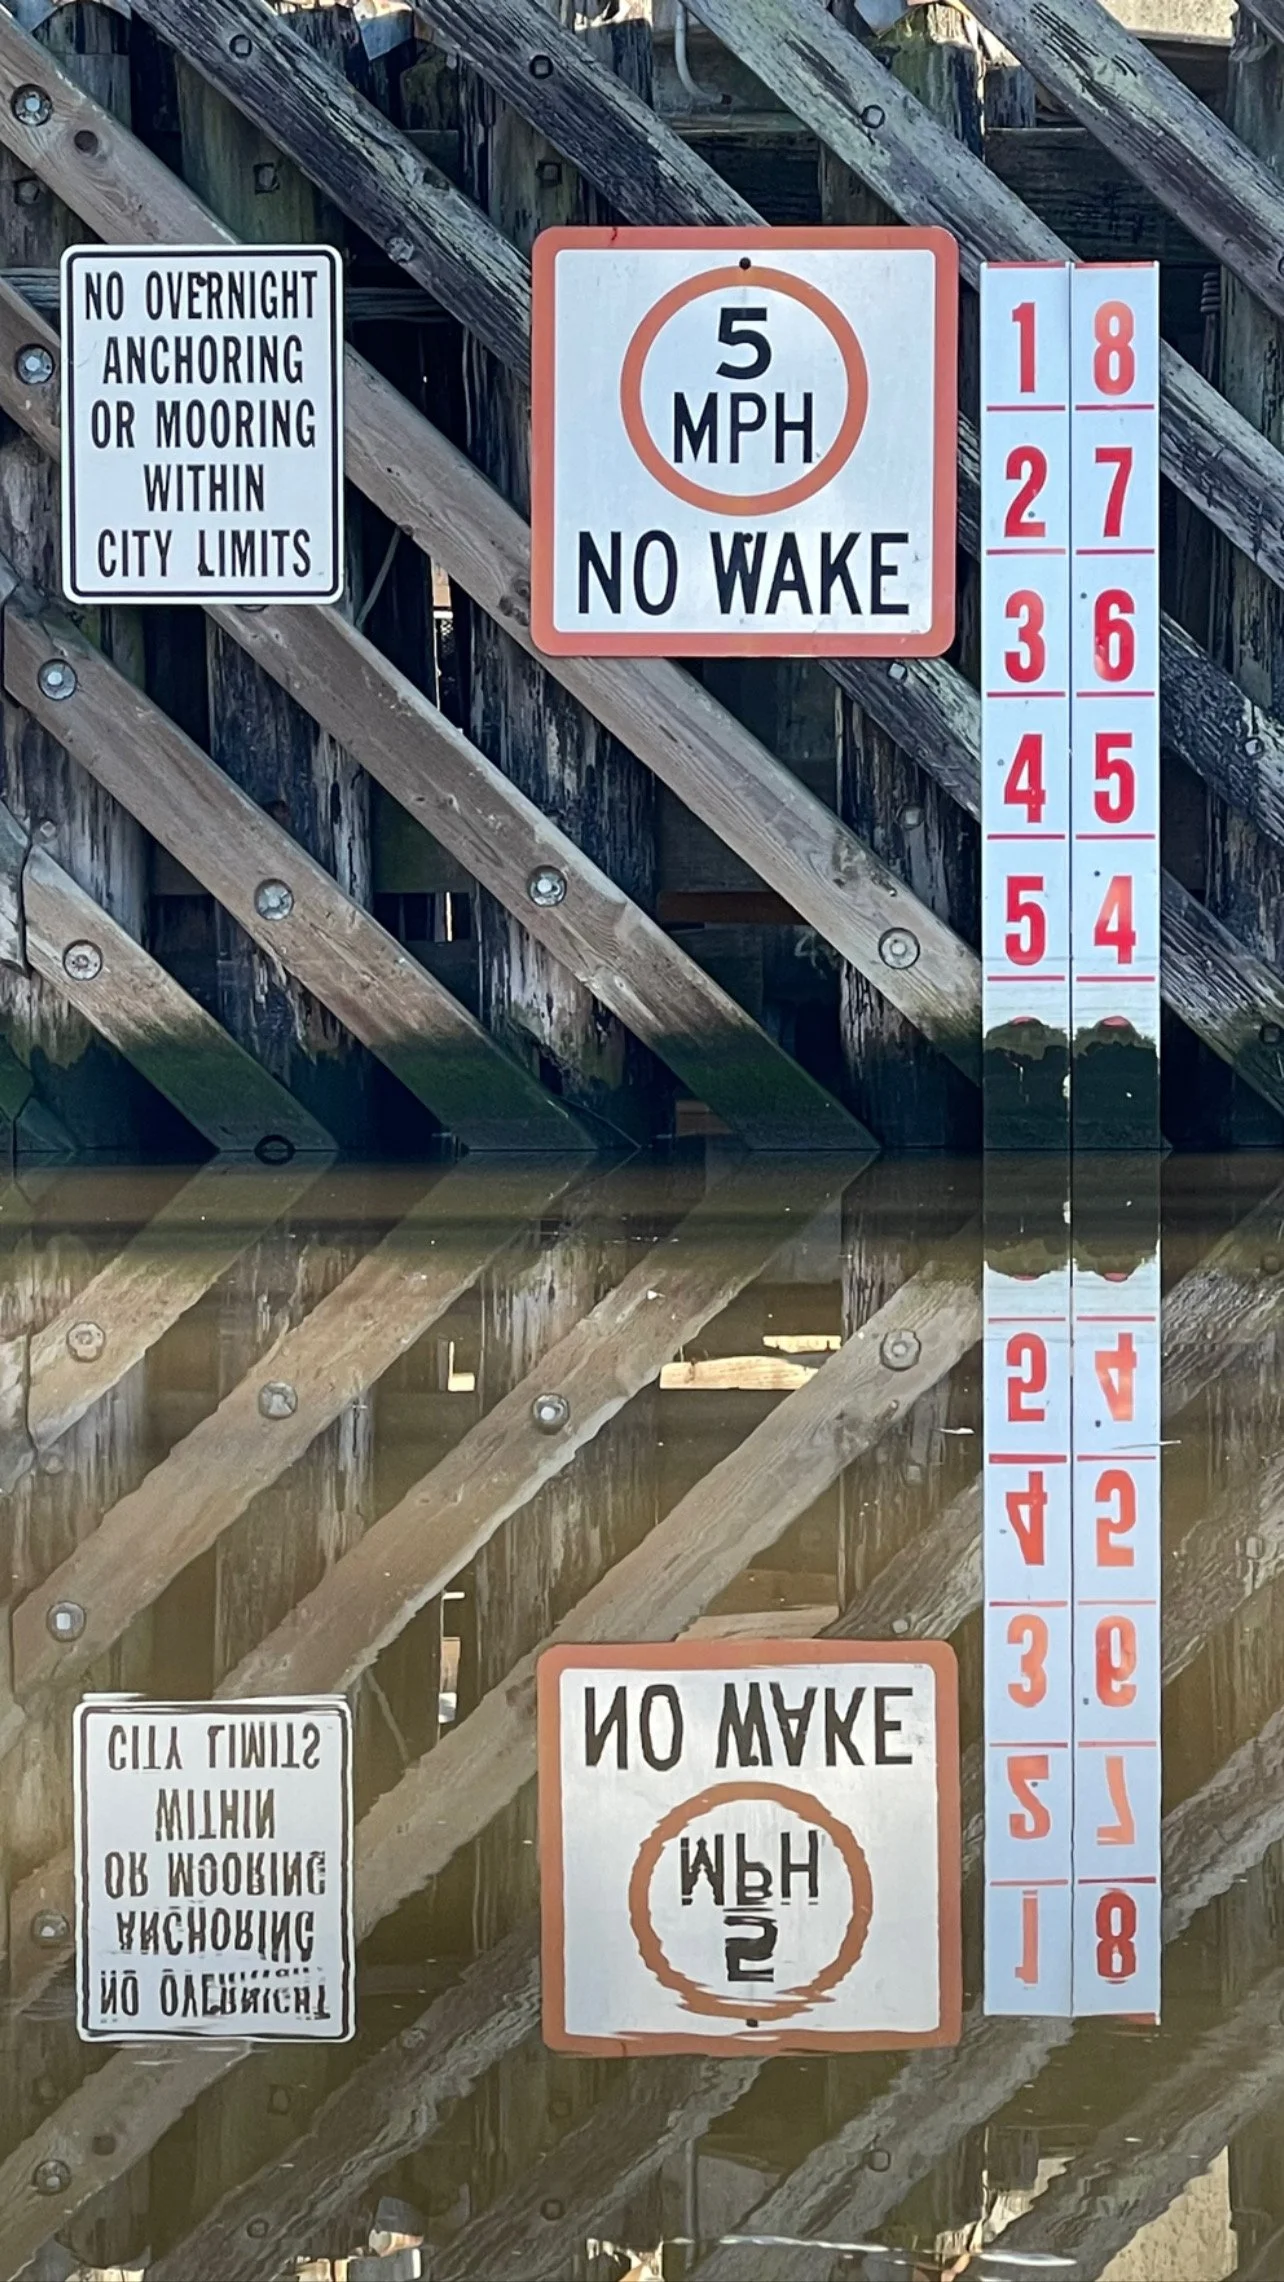 NO OVERNIGHT
ANCHORING
OR MOORING
WITHIN
CITY LIMITS
5
MPH
NO WAKE
1 8
2 7
3 6
4 5
5 4